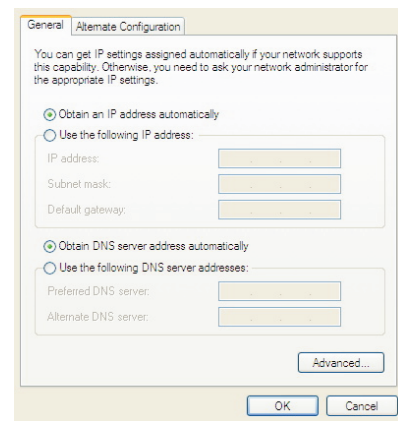 General
Alternate Configuration
You can get IP settings assigned automatically if your network supports
this capability. Otherwise, you need to ask your network administrator for
the appropriate IP settings.
Obtain an IP address automatically
Use the following IP address:
IP address:
Subnet mask:
Default gateway:
Obtain DNS server address automatically
Use the following DNS server addresses:
Preferred DNS server:
Alternate DNS server:
Advanced...
OK
Cancel